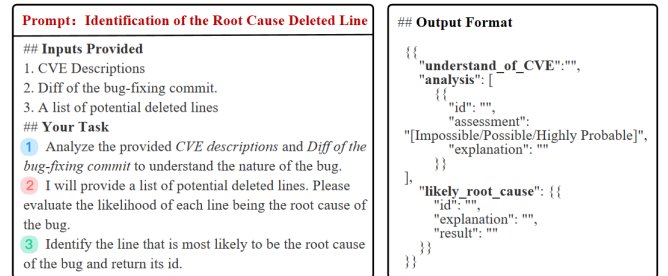 Prompt: Identification of the Root Cause Deleted Line
## Inputs Provided
1. CVE Descriptions
2. Diff of the bug-fixing commit.
3. A list of potential deleted lines
## Your Task
1 Analyze the provided CVE descriptions and Diff of the
bug-fixing commit to understand the nature of the bug.
2 I will provide a list of potential deleted lines. Please
evaluate the likelihood of each line being the root cause of
the bug.
3 Identify the line that is most likely to be the root cause
of the bug and return its id.
## Output Format
{{
"understand_of_CVE":"",
"analysis": [
{{
"id": "",
"assessment":
"[Impossible/Possible/Highly Probable]",
"explanation": ""
}}
],
"likely_root_cause": {{
"id": "",
"explanation": "",
"result": ""
}}
}}